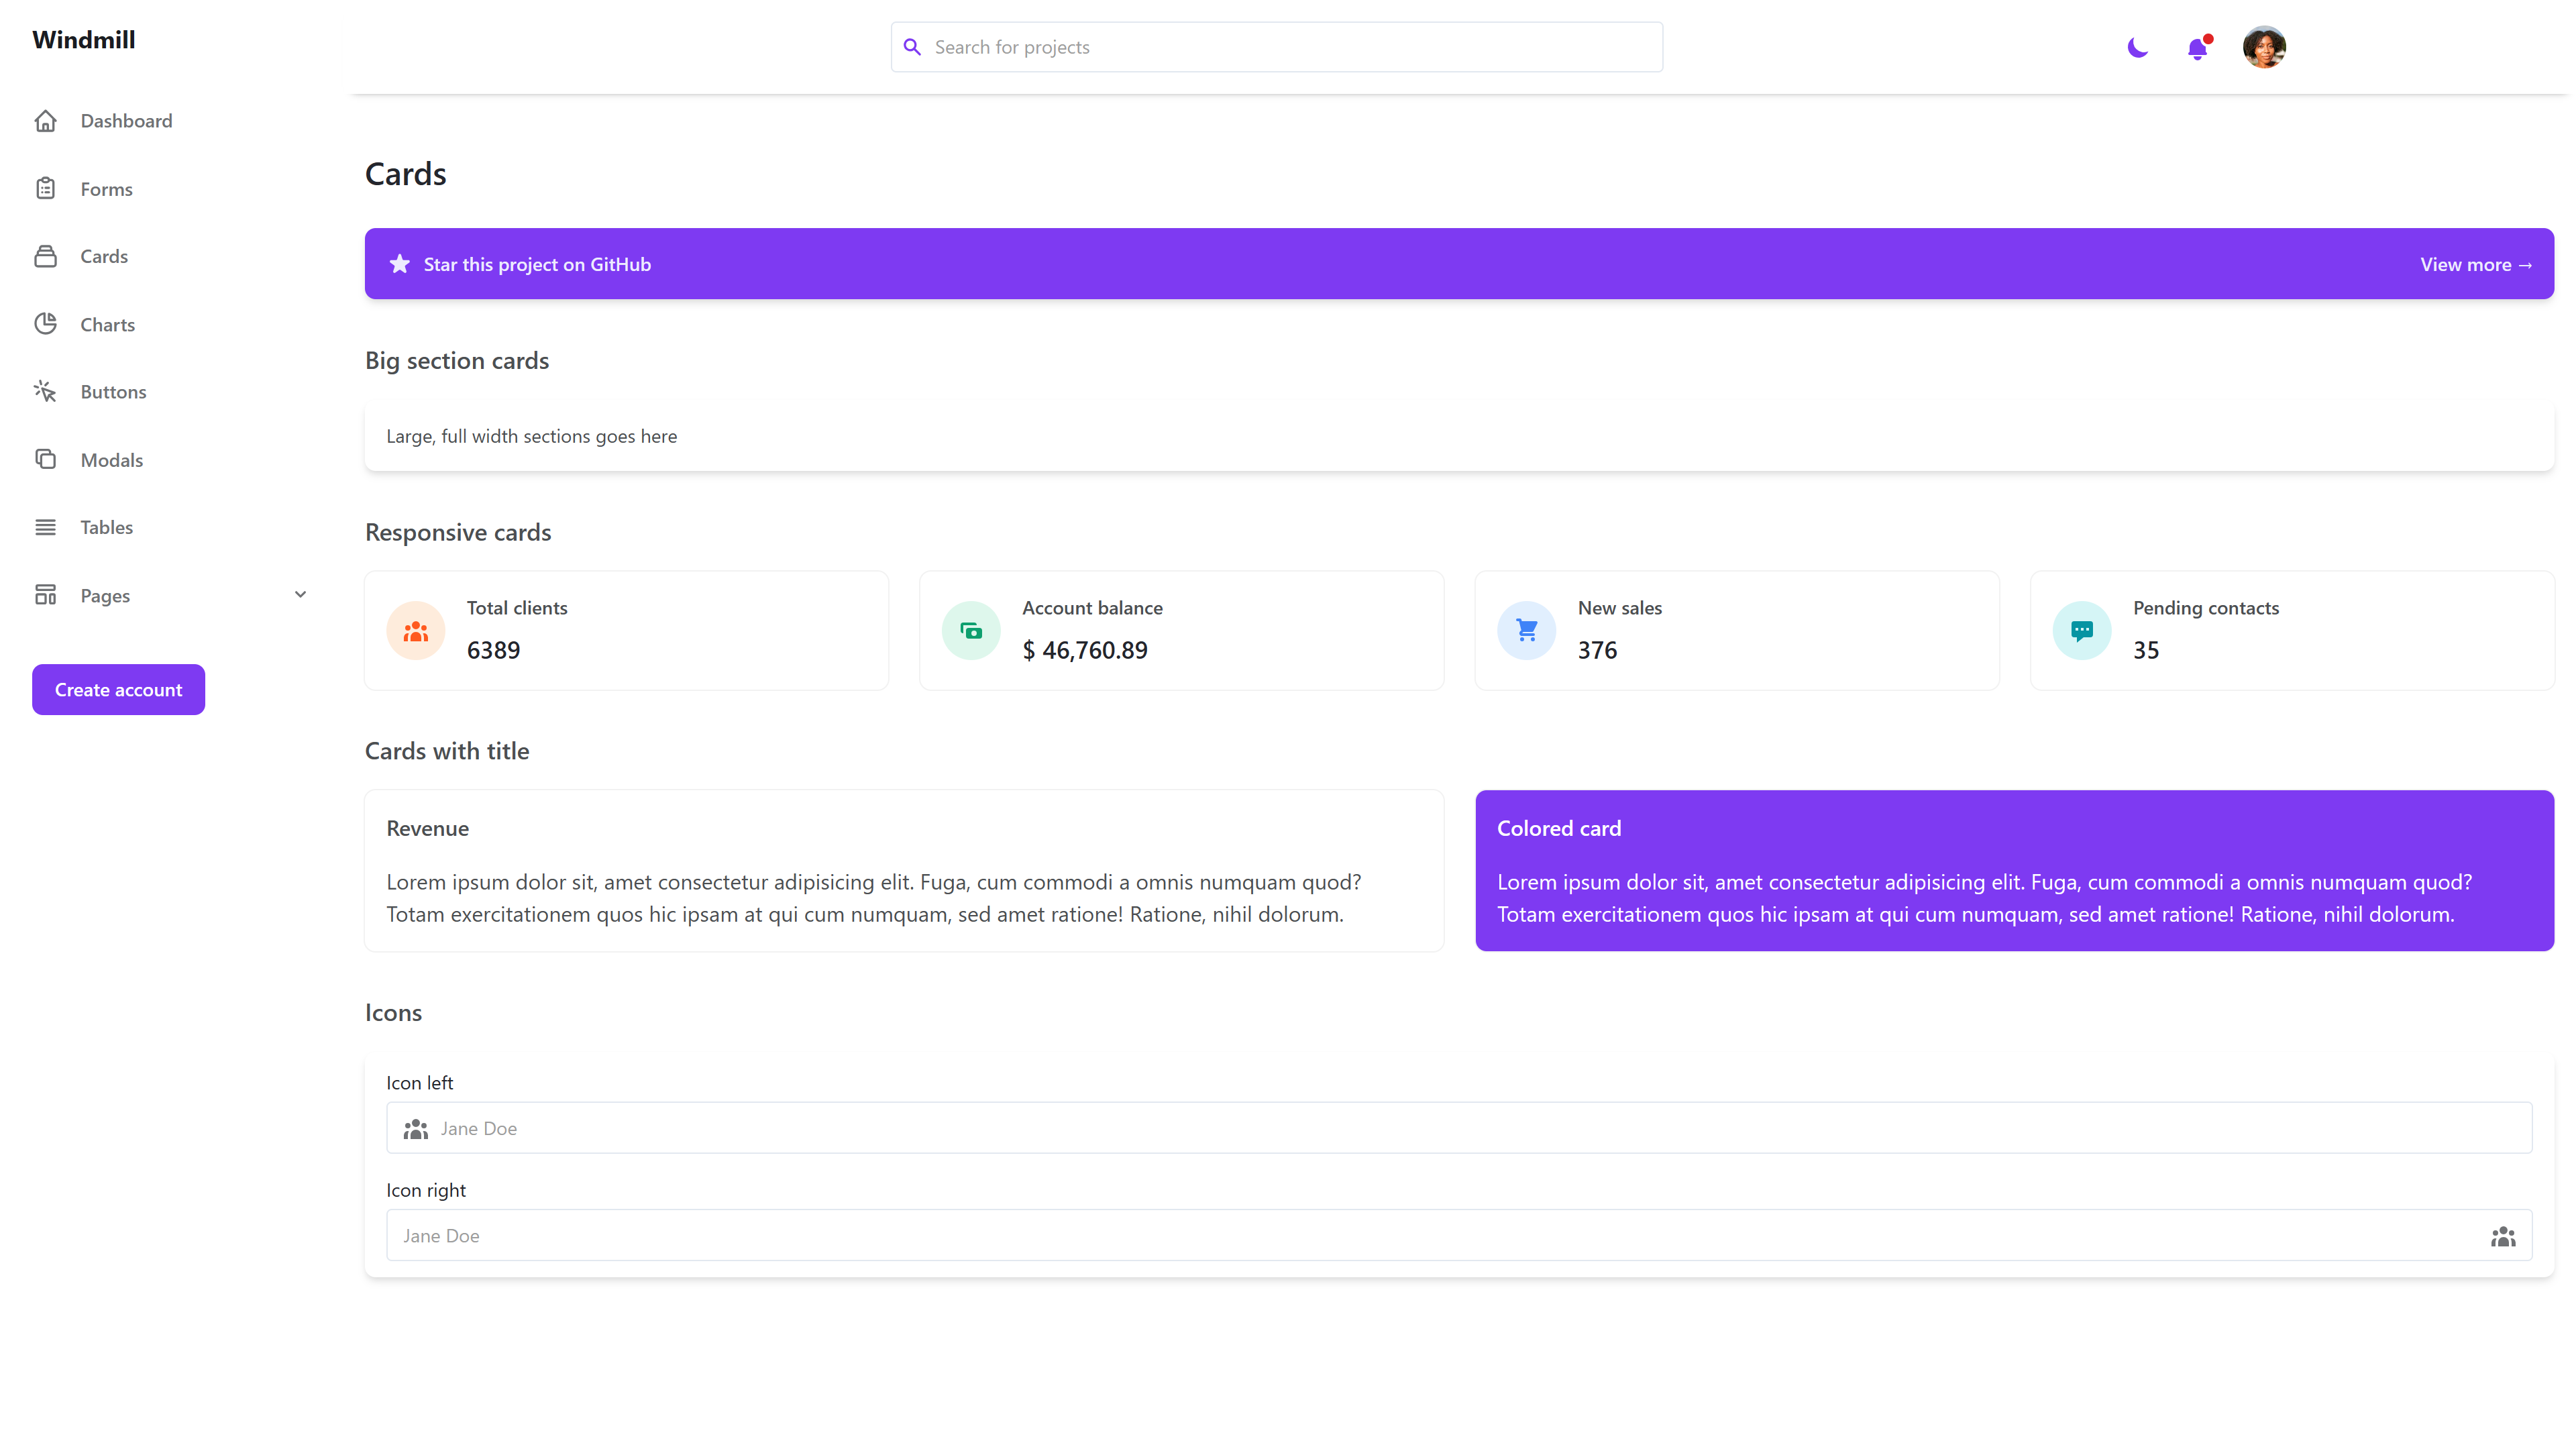 Windmill
Search for projects
Dashboard
Forms
Cards
Charts
Buttons
Modals
Tables
Pages
Create account
Cards
Star this project on GitHub
View more →
Big section cards
Large, full width sections goes here
Responsive cards
Total clients
6389
Account balance
$ 46,760.89
New sales
376
Pending contacts
35
Cards with title
Revenue
Lorem ipsum dolor sit, amet consectetur adipisicing elit. Fuga, cum commodi a omnis numquam quod?
Totam exercitationem quos hic ipsam at qui cum numquam, sed amet ratione! Ratione, nihil dolorum.
Colored card
Lorem ipsum dolor sit, amet consectetur adipisicing elit. Fuga, cum commodi a omnis numquam quod?
Totam exercitationem quos hic ipsam at qui cum numquam, sed amet ratione! Ratione, nihil dolorum.
Icons
Icon left
Jane Doe
Icon right
Jane Doe